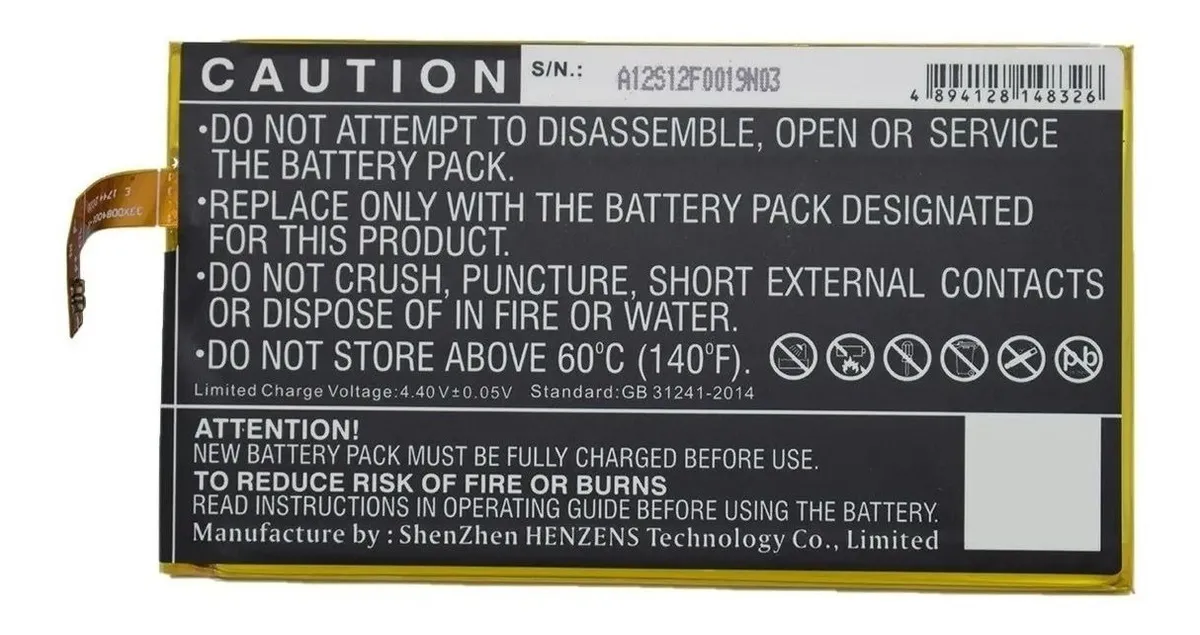 CAUTION
S/N.: A12S12F0019N03
4 894128 148326
•DO NOT ATTEMPT TO DISASSEMBLE, OPEN OR SERVICE
THE BATTERY PACK.
•REPLACE ONLY WITH THE BATTERY PACK DESIGNATED
FOR THIS PRODUCT.
•DO NOT CRUSH, PUNCTURE, SHORT EXTERNAL CONTACTS
OR DISPOSE OF IN FIRE OR WATER.
•DO NOT STORE ABOVE 60°C (140°F).
pb
Limited Charge Voltage:4.40V±0.05V Standard:GB 31241-2014
ATTENTION!
NEW BATTERY PACK MUST BE FULLY CHARGED BEFORE USE.
TO REDUCE RISK OF FIRE OR BURNS
READ INSTRUCTIONS IN OPERATING GUIDE BEFORE USING THE BATTERY.
Manufacture by : ShenZhen HENZENS Technology Co., Limited